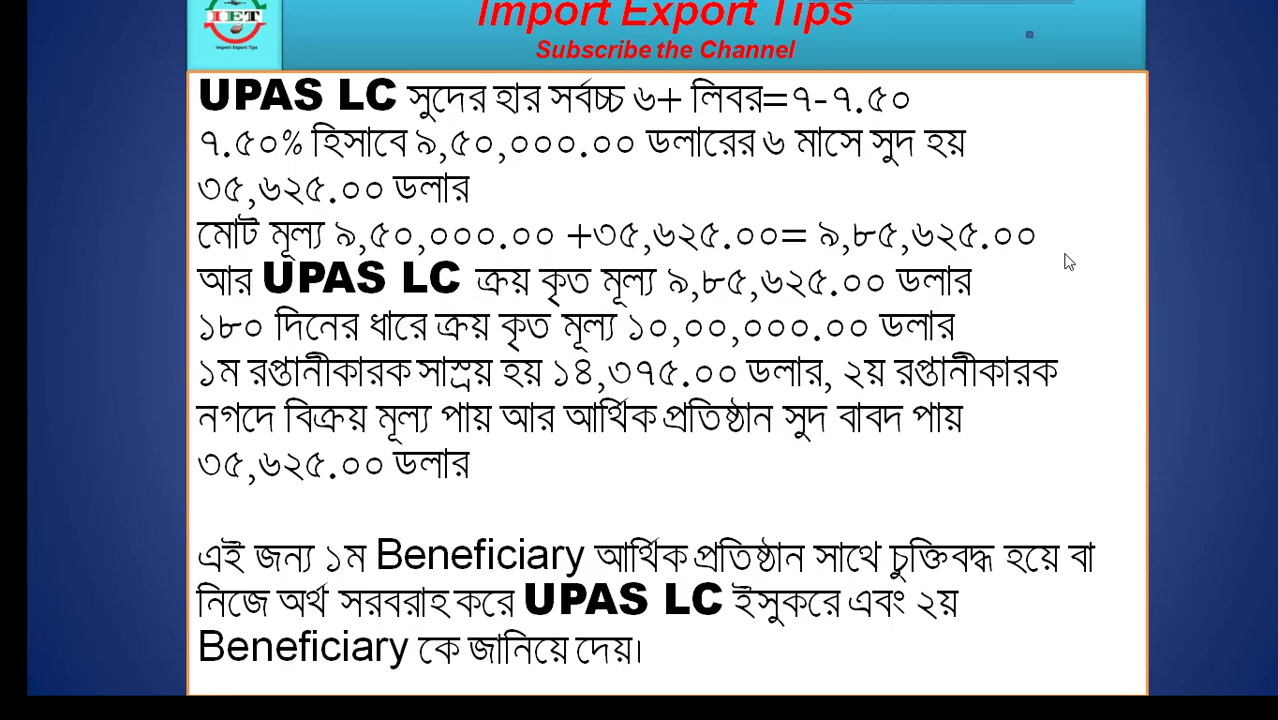 Import Export Tips
Subscribe the Channel
IET
Import Export Tips
UPAS LC সুদের হার সর্বচ্চ ৬+ লিবর=৭-৭.৫০
৭.৫০% হিসাবে ৯,৫০,০০০.০০ ডলারের ৬ মাসে সুদ হয়
৩৫,৬২৫.০০ ডলার
মোট মূল্য ৯,৫০,০০০.০০ +৩৫,৬২৫.০০= ৯,৮৫,৬২৫.০০
আর UPAS LC ক্রয় কৃত মূল্য ৯,৮৫,৬২৫.০০ ডলার
১৮০ দিনের ধারে ক্রয় কৃত মূল্য ১০,০০,০০০.০০ ডলার
১ম রপ্তানীকারক সাস্রয় হয় ১৪,৩৭৫.০০ ডলার, ২য় রপ্তানীকারক
নগদে বিক্রয় মূল্য পায় আর আর্থিক প্রতিষ্ঠান সুদ বাবদ পায়
৩৫,৬২৫.০০ ডলার
এই জন্য ১ম Beneficiary আর্থিক প্রতিষ্ঠান সাথে চুক্তিবদ্ধ হয়ে বা
নিজে অর্থ সরবরাহ করে UPAS LC ইসুকরে এবং ২য়
Beneficiary কে জানিয়ে দেয়।